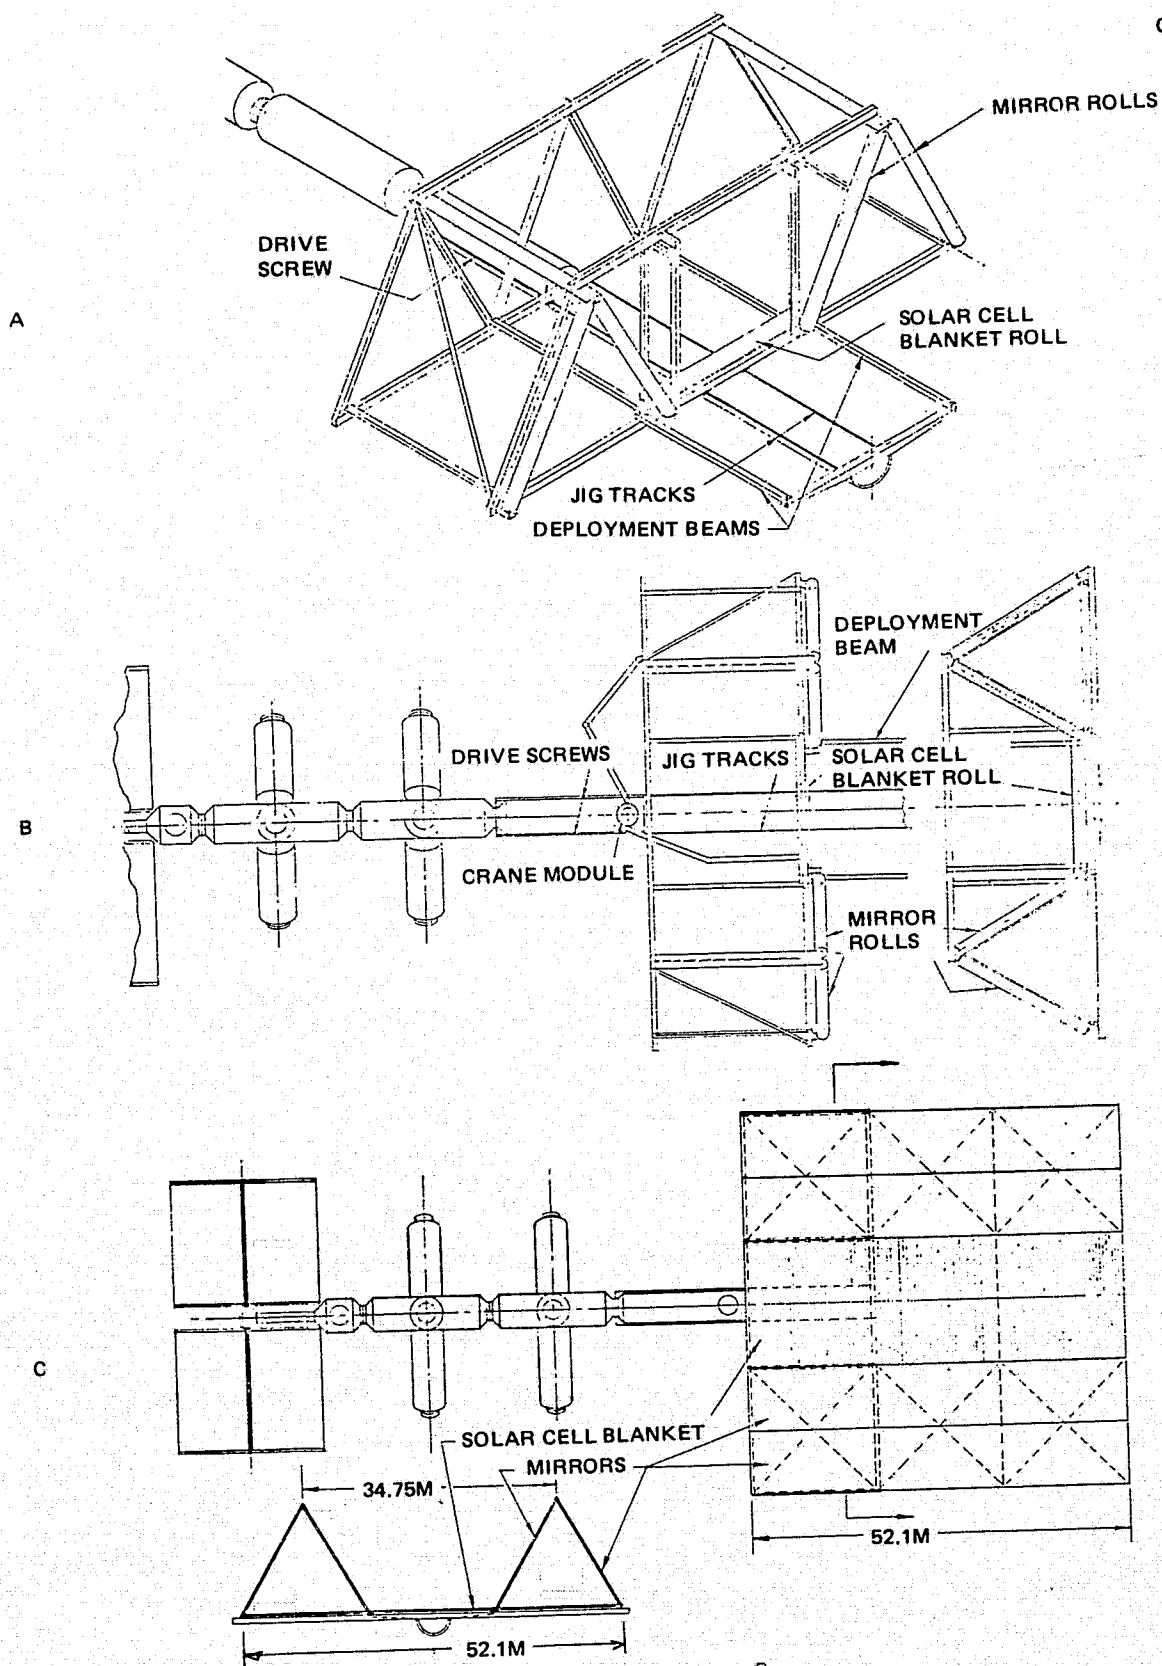 MIRROR ROLLS
DRIVE
SCREW
SOLAR CELL
BLANKET ROLL
A
JIG TRACKS
DEPLOYMENT BEAMS
DEPLOYMENT
BEAM
DRIVE SCREWS
JIG TRACKS
SOLAR CELL
BLANKET ROLL
B
CRANE MODULE
MIRROR
ROLLS
C
SOLAR CELL BLANKET
MIRRORS
34.75M
52.1M
52.1M